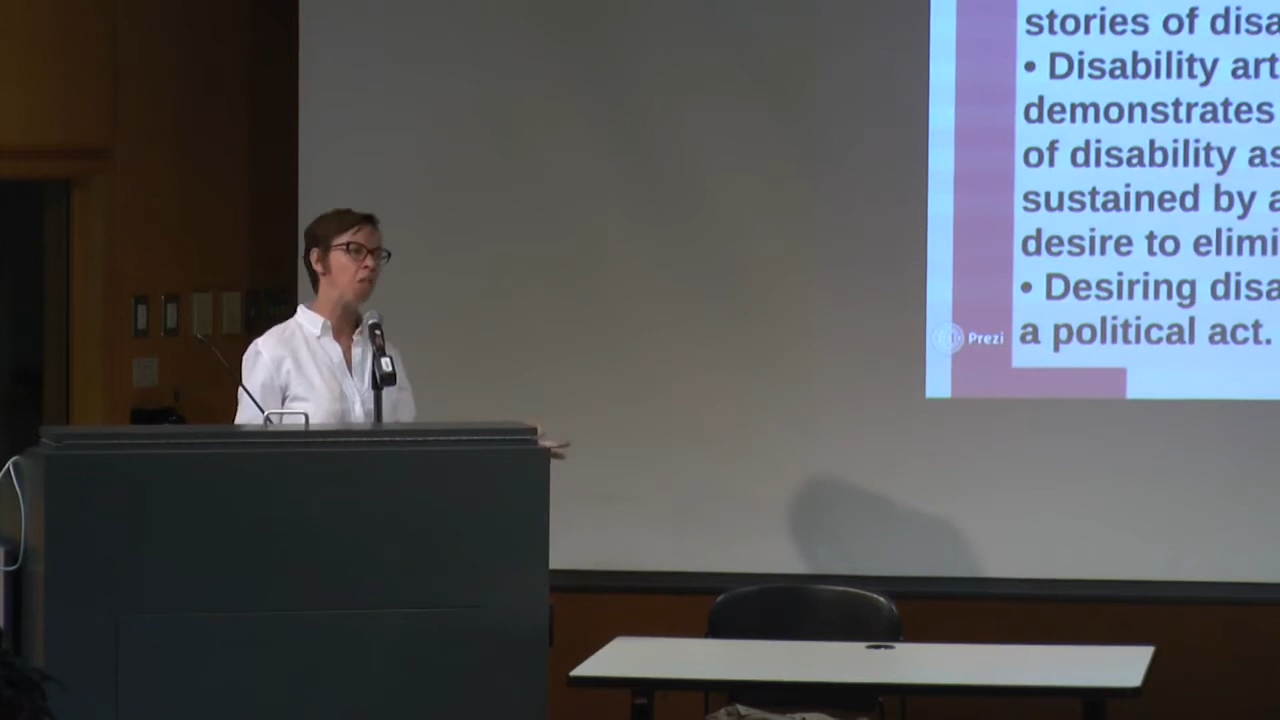 stories of disa
• Disability art
demonstrates
of disability as
sustained by a
desire to elimi
• Desiring disa
a political act.
Prezi